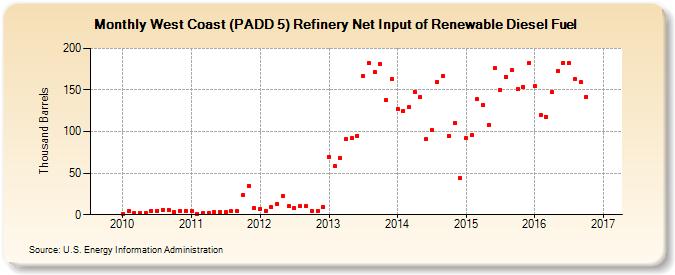 Monthly West Coast (PADD 5) Refinery Net Input of Renewable Diesel Fuel
Thousand Barrels
200
150
100
50
0
2010 2011 2012 2013 2014 2015 2016 2017
Source: U.S. Energy Information Administration